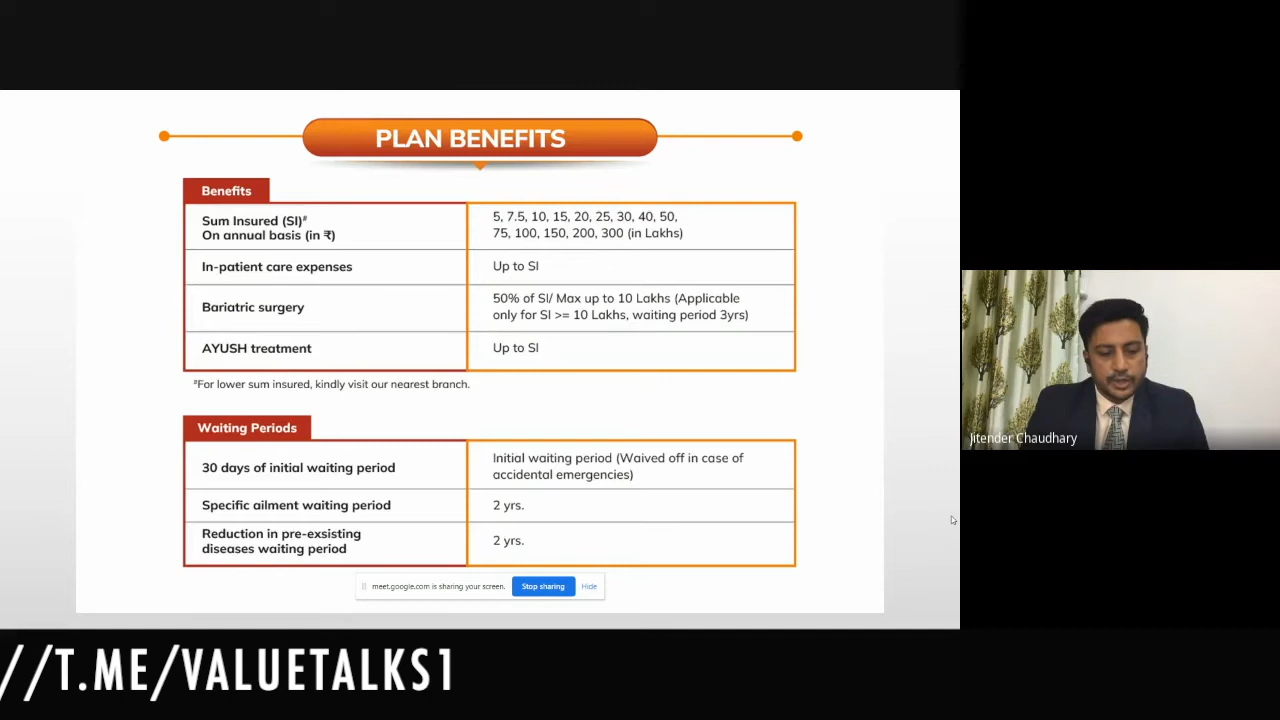 PLAN BENEFITS
Benefits
Sum Insured (SI)#
On annual basis (in ₹)
5, 7.5, 10, 15, 20, 25, 30, 40, 50,
75, 100, 150, 200, 300 (in Lakhs)
In-patient care expenses
Up to SI
Bariatric surgery
50% of SI/ Max up to 10 Lakhs (Applicable
only for SI >= 10 Lakhs, waiting period 3yrs)
AYUSH treatment
Up to SI
#For lower sum insured, kindly visit our nearest branch.
Waiting Periods
30 days of initial waiting period
Initial waiting period (Waived off in case of
accidental emergencies)
Specific ailment waiting period
2 yrs.
Reduction in pre-exsisting
diseases waiting period
2 yrs.
meet.google.com is sharing your screen.
Stop sharing
Hide
Jitender Chaudhary
//T.ME/VALUETALKS1